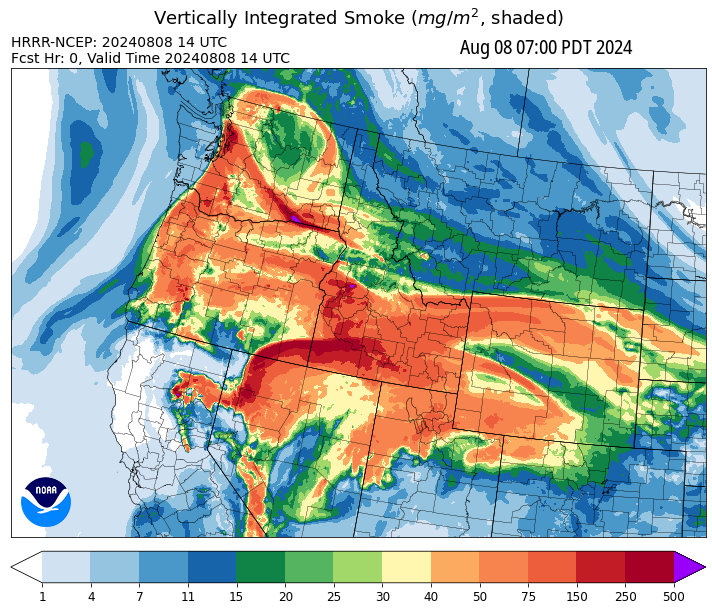 Vertically Integrated Smoke (mg/m², shaded)
HRRR-NCEP: 20240808 14 UTC
Aug 08 07:00 PDT 2024
Fcst Hr: 0, Valid Time 20240808 14 UTC
NOAA
1 4 7 11 15 20 25 30 40 50 75 150 250 500